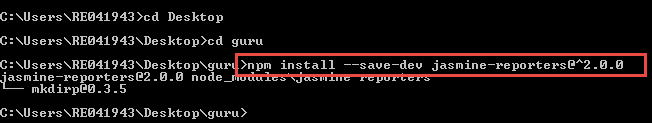 C:\Users\RE041943>cd Desktop
C:\Users\RE041943\Desktop>cd guru
C:\Users\RE041943\Desktop\guru>npm install --save-dev jasmine-reporters@^2.0.0
jasmine-reporters@2.0.0 node_modules\jasmine-reporters
└── mkdirp@0.3.5
C:\Users\RE041943\Desktop\guru>